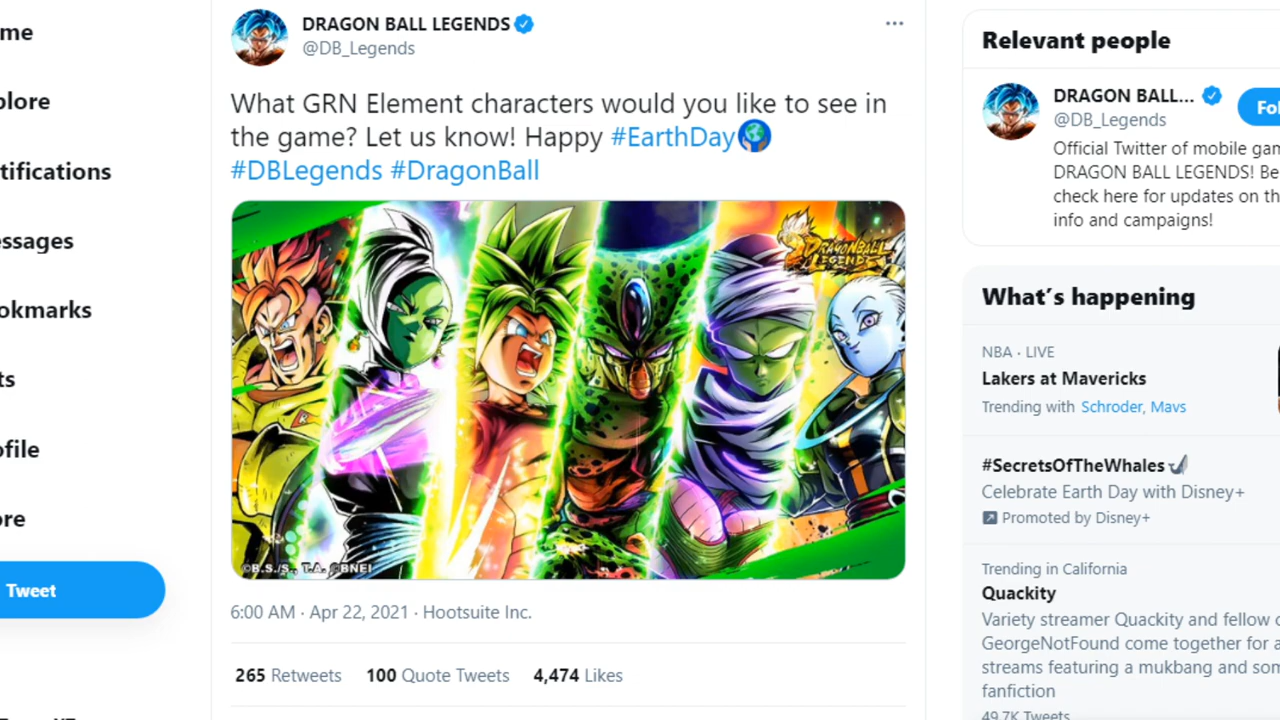 me
plore
tifications
essages
okmarks
ts
ofile
ore
Tweet
DRAGON BALL LEGENDS
@DB_Legends
What GRN Element characters would you like to see in
the game? Let us know! Happy #EarthDay
#DBLegends #DragonBall
DRAGONBALL
LEGENDS
©B.S./S., T.A. ©BNEI
6:00 AM · Apr 22, 2021 · Hootsuite Inc.
265 Retweets 100 Quote Tweets 4,474 Likes
Relevant people
DRAGON BALL...
@DB_Legends
Fol
Official Twitter of mobile gam
DRAGON BALL LEGENDS! Be
check here for updates on th
info and campaigns!
What's happening
NBA · LIVE
Lakers at Mavericks
Trending with Schroder, Mavs
#SecretsOfTheWhales
Celebrate Earth Day with Disney+
Promoted by Disney+
Trending in California
Quackity
Variety streamer Quackity and fellow c
GeorgeNotFound come together for a
streams featuring a mukbang and som
fanfiction
49.7K Tweets